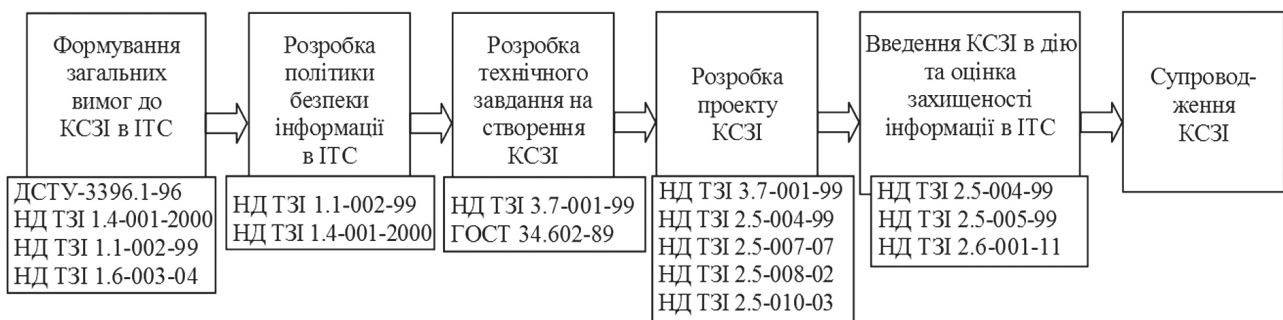 Формування
загальних
вимог до
КСЗІ в ІТС
ДСТУ-3396.1-96
НД ТЗІ 1.4-001-2000
НД ТЗІ 1.1-002-99
НД ТЗІ 1.6-003-04
Розробка
політики
безпеки
інформації
в ІТС
НД ТЗІ 1.1-002-99
НД ТЗІ 1.4-001-2000
Розробка
технічного
завдання на
створення
КСЗІ
НД ТЗІ 3.7-001-99
ГОСТ 34.602-89
Розробка
проекту
КСЗІ
НД ТЗІ 3.7-001-99
НД ТЗІ 2.5-004-99
НД ТЗІ 2.5-007-07
НД ТЗІ 2.5-008-02
НД ТЗІ 2.5-010-03
Введення КСЗІ в дію
та оцінка
захищеності
інформації в ІТС
НД ТЗІ 2.5-004-99
НД ТЗІ 2.5-005-99
НД ТЗІ 2.6-001-11
Супровод-
ження
КСЗІ